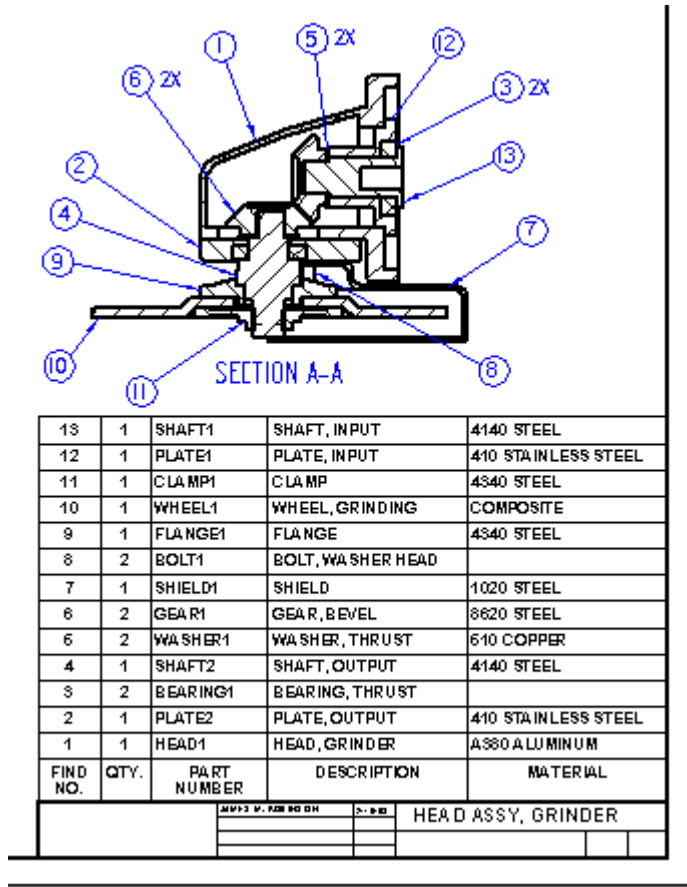 1
5 2X
12
6 2X
3 2X
2
13
4
7
9
10
11
8
SECTION A-A
13 1 SHAFT1 SHAFT, INPUT 4140 STEEL
12 1 PLATE1 PLATE, INPUT 410 STAINLESS STEEL
11 1 CLAMP1 CLAMP 4340 STEEL
10 1 WHEEL1 WHEEL, GRINDING COMPOSITE
9 1 FLANGE1 FLANGE 4340 STEEL
8 2 BOLT1 BOLT, WASHER HEAD
7 1 SHIELD1 SHIELD 1020 STEEL
6 2 GEAR1 GEAR, BEVEL 8620 STEEL
5 2 WASHER1 WASHER, THRUST 510 COPPER
4 1 SHAFT2 SHAFT, OUTPUT 4140 STEEL
3 2 BEARING1 BEARING, THRUST
2 1 PLATE2 PLATE, OUTPUT 410 STAINLESS STEEL
1 1 HEAD1 HEAD, GRINDER A380 ALUMINUM
FIND NO. QTY. PART NUMBER DESCRIPTION MATERIAL
HEAD ASSY, GRINDER